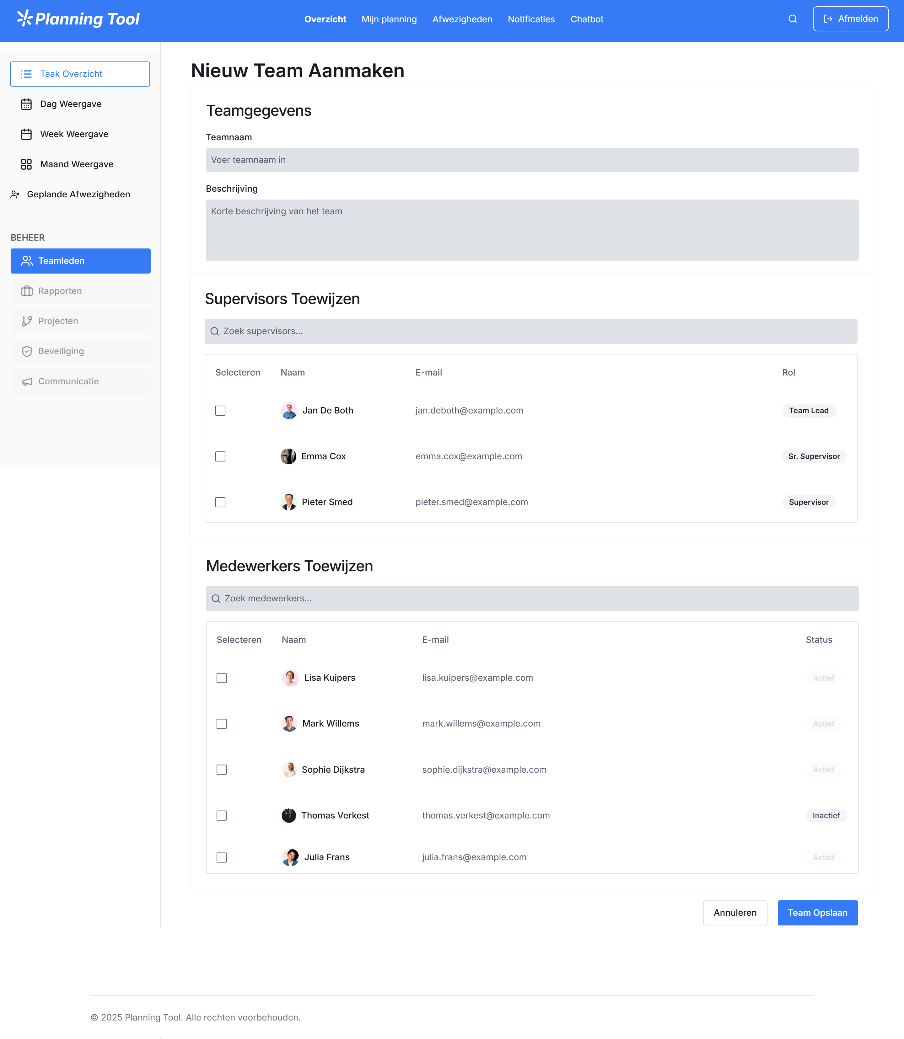 Planning Tool
Overzicht Mijn planning Afwezigheden Notificaties Chatbot
Afmelden
Taak Overzicht
Dag Weergave
Week Weergave
Maand Weergave
Geplande Afwezigheden
BEHEER
Teamleden
Rapporten
Projecten
Beveiliging
Communicatie
Nieuw Team Aanmaken
Teamgegevens
Teamnaam
Voer teamnaam in
Beschrijving
Korte beschrijving van het team
Supervisors Toewijzen
Zoek supervisors...
Selecteren Naam E-mail Rol
Jan De Both jan.deboth@example.com Team Lead
Emma Cox emma.cox@example.com Sr. Supervisor
Pieter Smed pieter.smed@example.com Supervisor
Medewerkers Toewijzen
Zoek medewerkers...
Selecteren Naam E-mail Status
Lisa Kuipers lisa.kuipers@example.com Actief
Mark Willems mark.willems@example.com Actief
Sophie Dijkstra sophie.dijkstra@example.com Actief
Thomas Verkest thomas.verkest@example.com Inactief
Julia Frans julia.frans@example.com Actief
Annuleren Team Opslaan
© 2025 Planning Tool. Alle rechten voorbehouden.